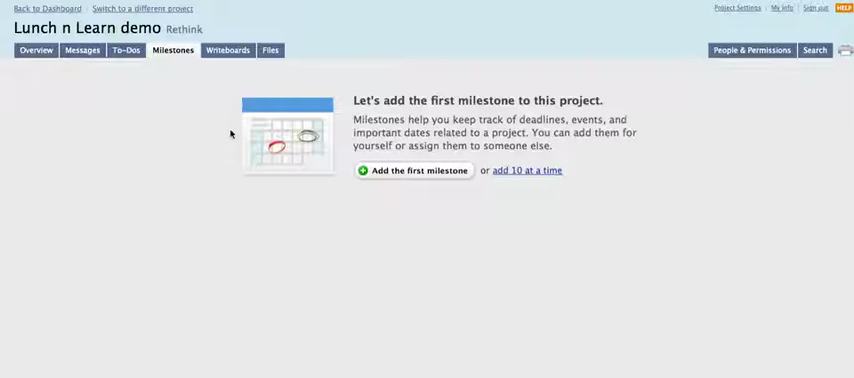 Back to Dashboard | Switch to a different project
Project Settings | My info | Sign out HELP
Lunch n Learn demo Rethink
Overview Messages To-Dos Milestones Writeboards Files People & Permissions Search
Let's add the first milestone to this project.
Milestones help you keep track of deadlines, events, and
important dates related to a project. You can add them for
yourself or assign them to someone else.
Add the first milestone or add 10 at a time